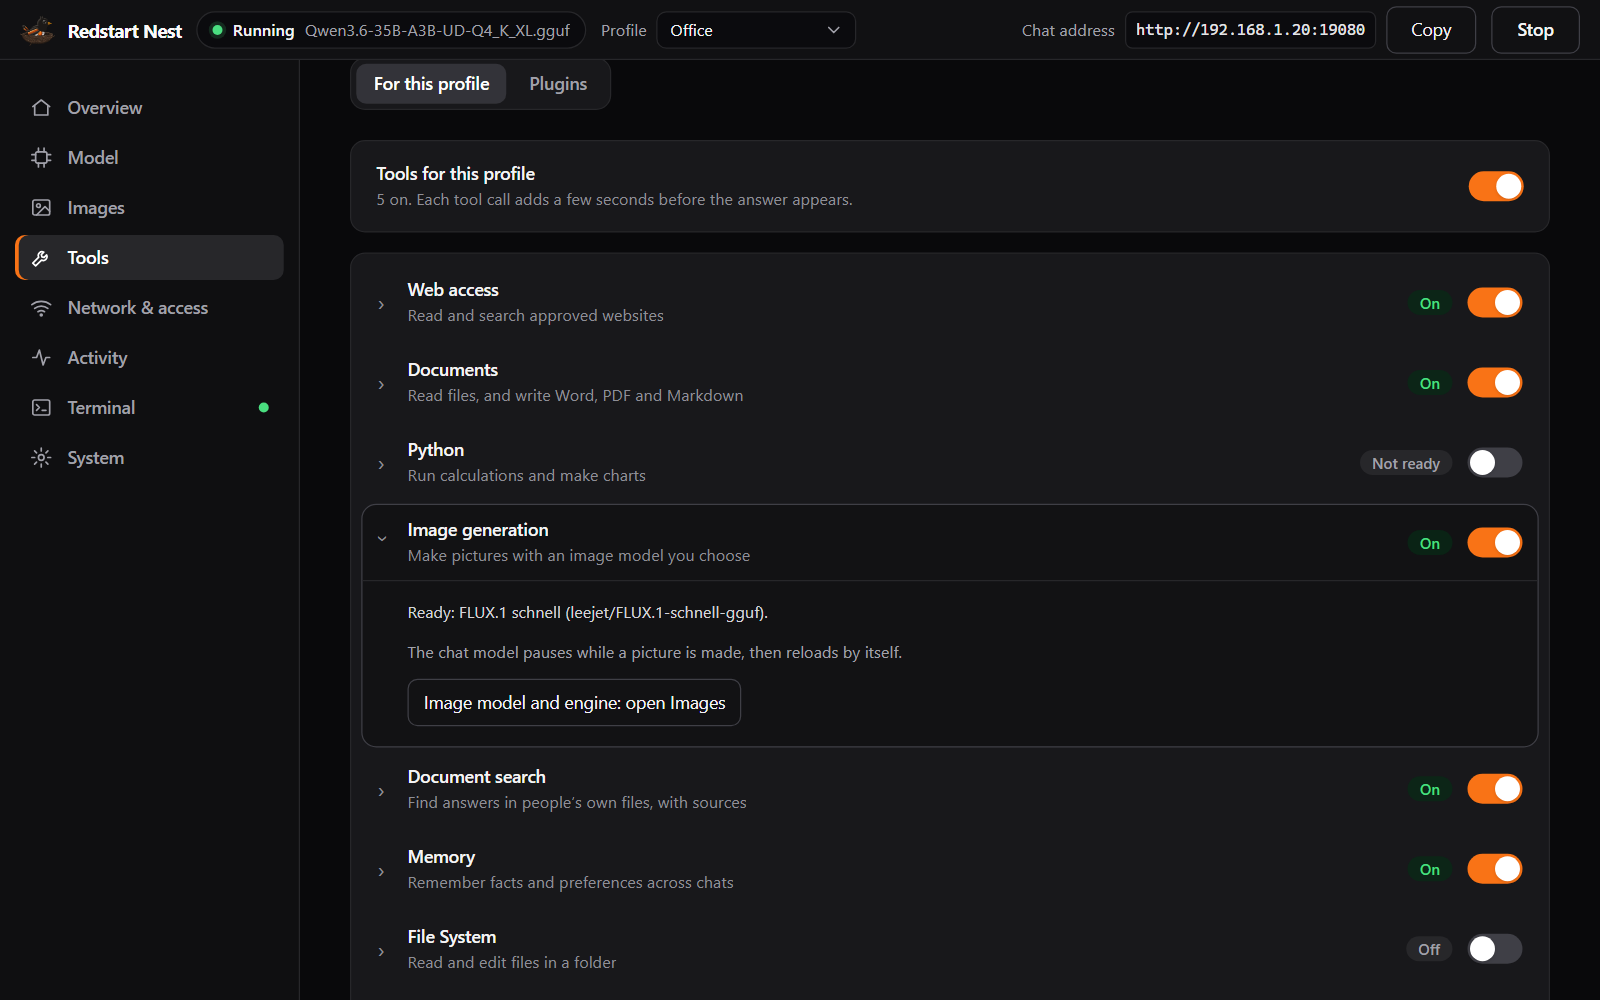 Redstart Nest
Running Qwen3.6-35B-A3B-UD-Q4_K_XL.gguf
Profile
Office
Chat address
http://192.168.1.20:19080
Copy
Stop
Overview
Model
Images
Tools
Network & access
Activity
Terminal
System
For this profile
Plugins
Tools for this profile
5 on. Each tool call adds a few seconds before the answer appears.
Web access
Read and search approved websites
On
Documents
Read files, and write Word, PDF and Markdown
On
Python
Run calculations and make charts
Not ready
Image generation
Make pictures with an image model you choose
On
Ready: FLUX.1 schnell (leejet/FLUX.1-schnell-gguf).
The chat model pauses while a picture is made, then reloads by itself.
Image model and engine: open Images
Document search
Find answers in people's own files, with sources
On
Memory
Remember facts and preferences across chats
On
File System
Read and edit files in a folder
Off